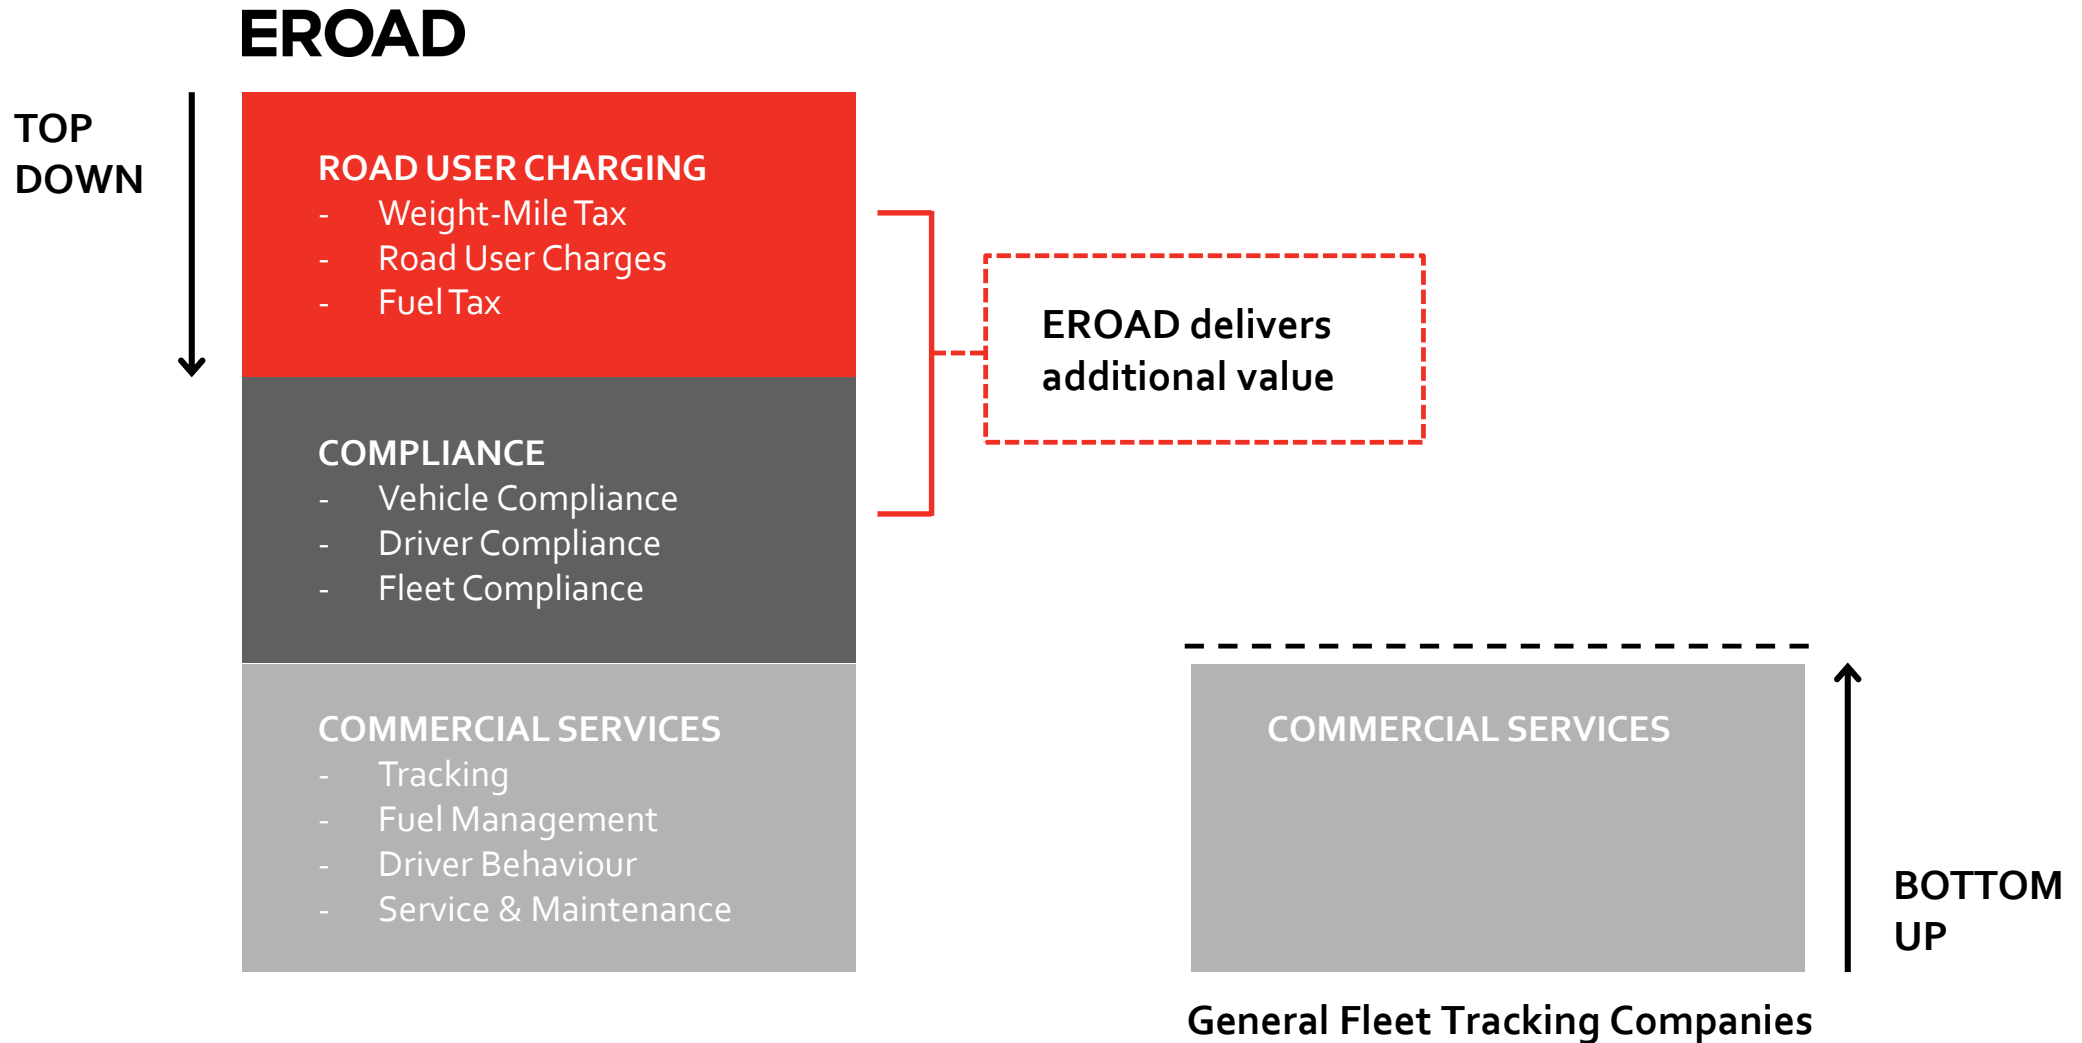 EROAD
TOP
DOWN
ROAD USER CHARGING
- Weight-Mile Tax
- Road User Charges
- Fuel Tax
EROAD delivers
additional value
COMPLIANCE
- Vehicle Compliance
- Driver Compliance
- Fleet Compliance
COMMERCIAL SERVICES
- Tracking
- Fuel Management
- Driver Behaviour
- Service & Maintenance
COMMERCIAL SERVICES
BOTTOM
UP
General Fleet Tracking Companies